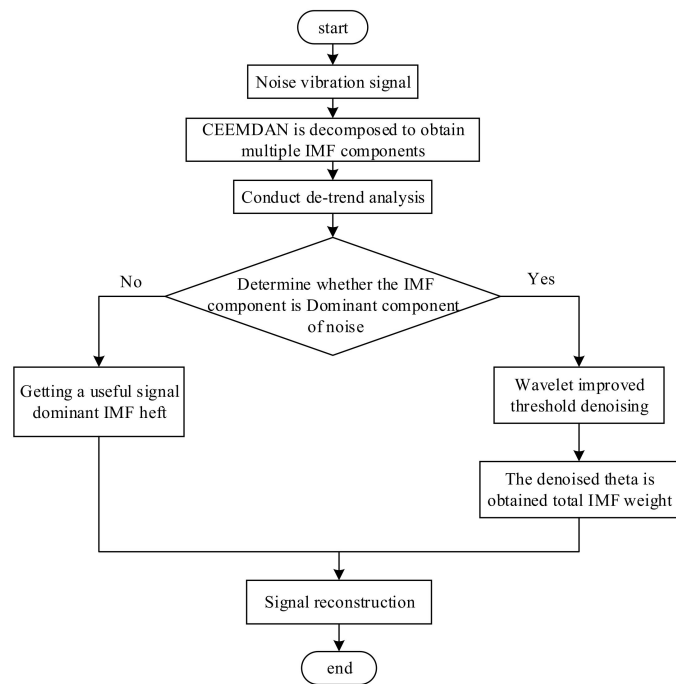 start
Noise vibration signal
CEEMDAN is decomposed to obtain
multiple IMF components
Conduct de-trend analysis
No
Determine whether the IMF
component is Dominant component
of noise
Yes
Getting a useful signal
dominant IMF heft
Wavelet improved
threshold denoising
The denoised theta is
obtained total IMF weight
Signal reconstruction
end